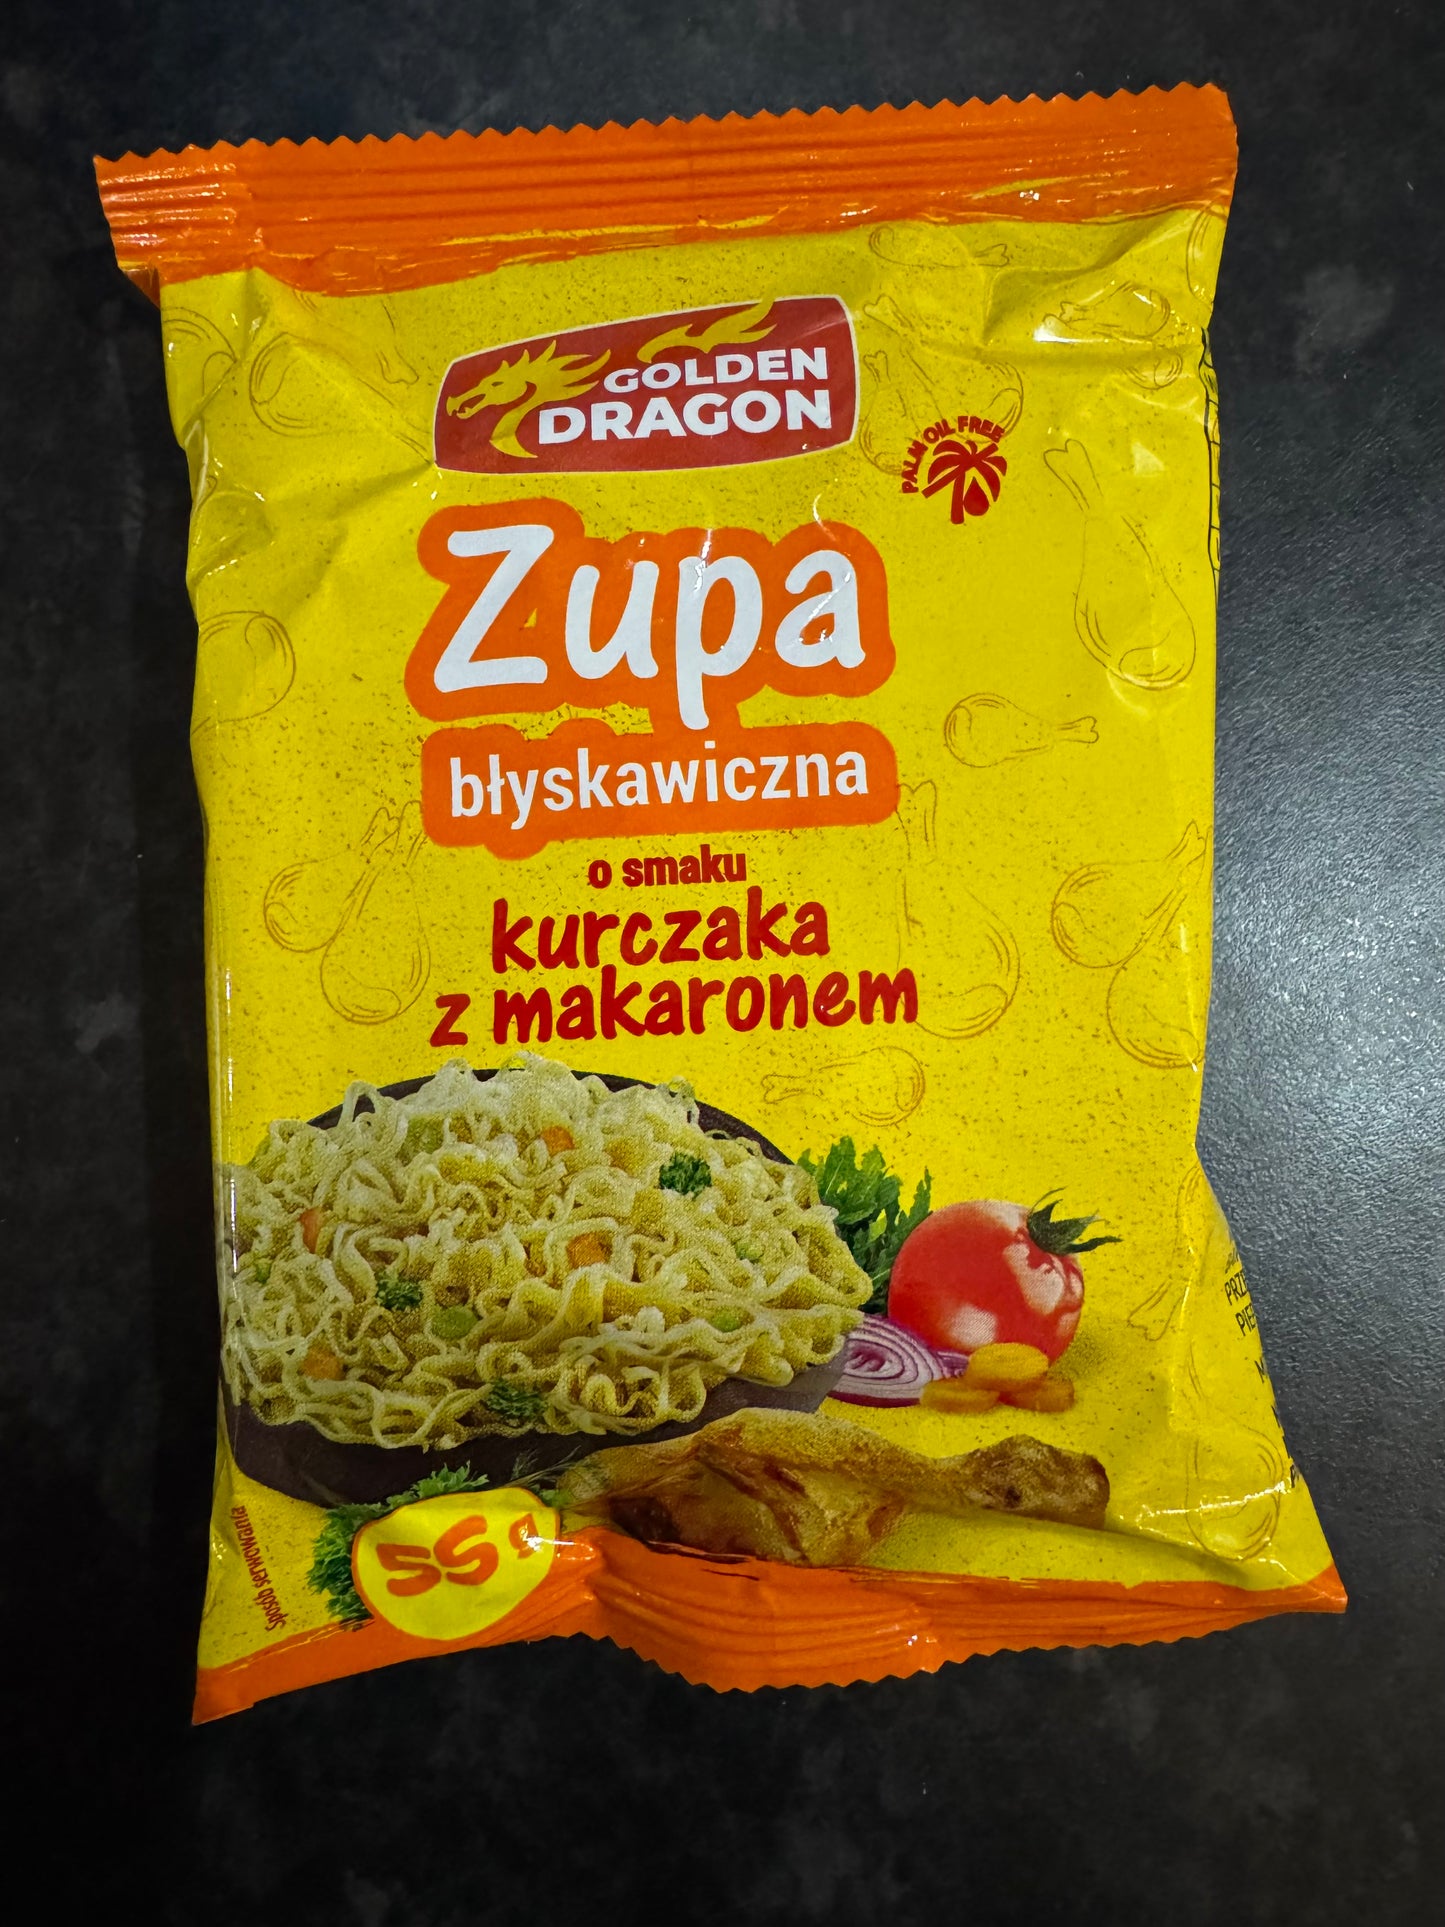 GOLDEN
DRAGON
PALM OIL FREE
Zupa
błyskawiczna
o smaku
kurczaka
z makaronem
55 g
Sposób serwowania